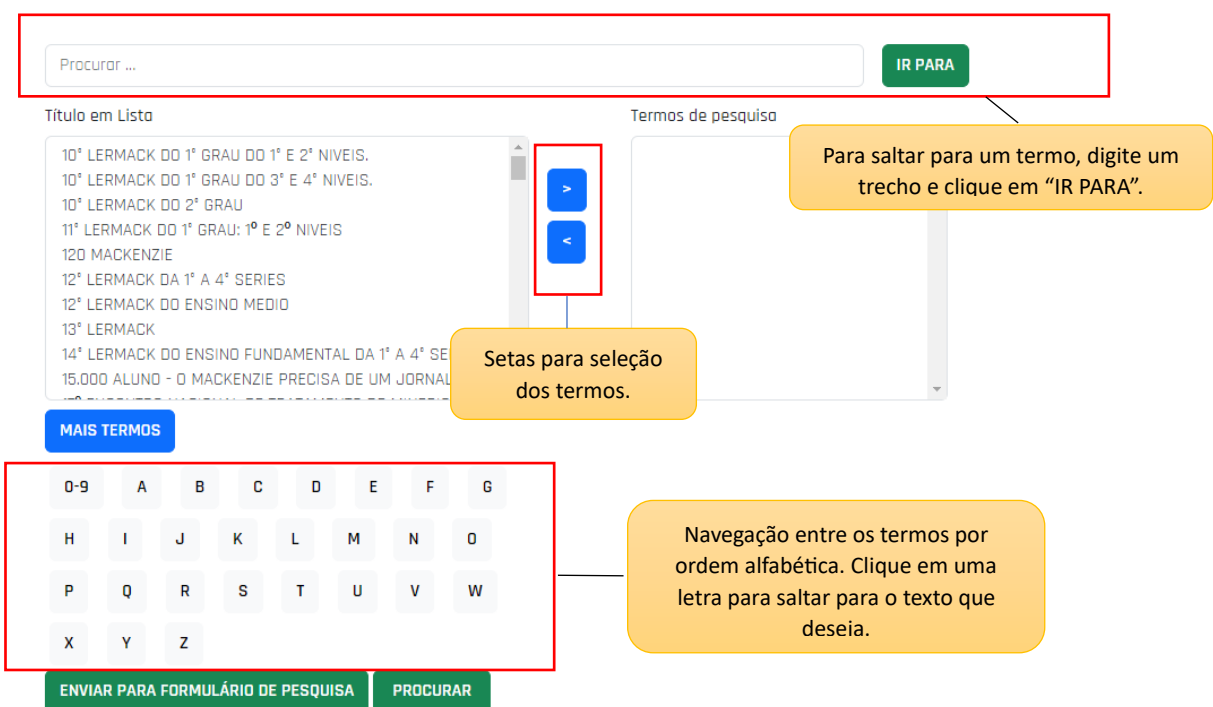 Procurar ...
IR PARA
Título em Lista
Termos de pesquisa
Para saltar para um termo, digite um
trecho e clique em “IR PARA”.
10° LERMACK DO 1° GRAU DO 1° E 2° NIVEIS.
10° LERMACK DO 1° GRAU DO 3° E 4° NIVEIS.
10° LERMACK DO 2° GRAU
11° LERMACK DO 1° GRAU: 1º E 2º NIVEIS
120 MACKENZIE
12° LERMACK DA 1° A 4° SERIES
12° LERMACK DO ENSINO MEDIO
13° LERMACK
14° LERMACK DO ENSINO FUNDAMENTAL DA 1° A 4° SE
15.000 ALUNO - O MACKENZIE PRECISA DE UM JORNAL
>
<
Setas para seleção
dos termos.
MAIS TERMOS
0-9 A B C D E F G
H I J K L M N O
P Q R S T U V W
X Y Z
Navegação entre os termos por
ordem alfabética. Clique em uma
letra para saltar para o texto que
deseja.
ENVIAR PARA FORMULÁRIO DE PESQUISA
PROCURAR